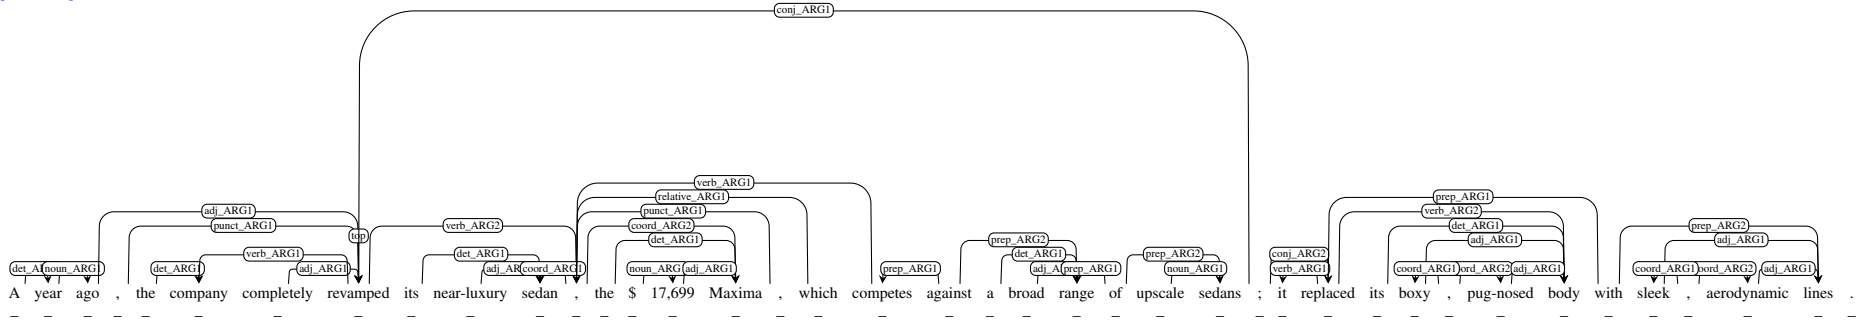 conj_ARG1
verb_ARG1
relative_ARG1 prep_ARG1
adj_ARG1 punct_ARG1 verb_ARG2
punct_ARG1 verb_ARG2 coord_ARG2 det_ARG1 prep_ARG2
top det_ARG1 prep_ARG2 adj_ARG1 adj_ARG1
verb_ARG1 det_ARG1 det_ARG1 prep_ARG2 conj_ARG2
noun_ARG1 det_ARG1 adj_ARG1 coord_ARG1 adj_ARG1 prep_ARG1 prep_ARG1 noun_ARG1 verb_ARG1 coord_ARG1 adj_ARG1 coord_ARG1 adj_ARG1
A year ago , the company completely revamped its near-luxury sedan , the $ 17,699 Maxima , which competes against a broad range of upscale sedans ; it replaced its boxy , pug-nosed body with sleek , aerodynamic lines .